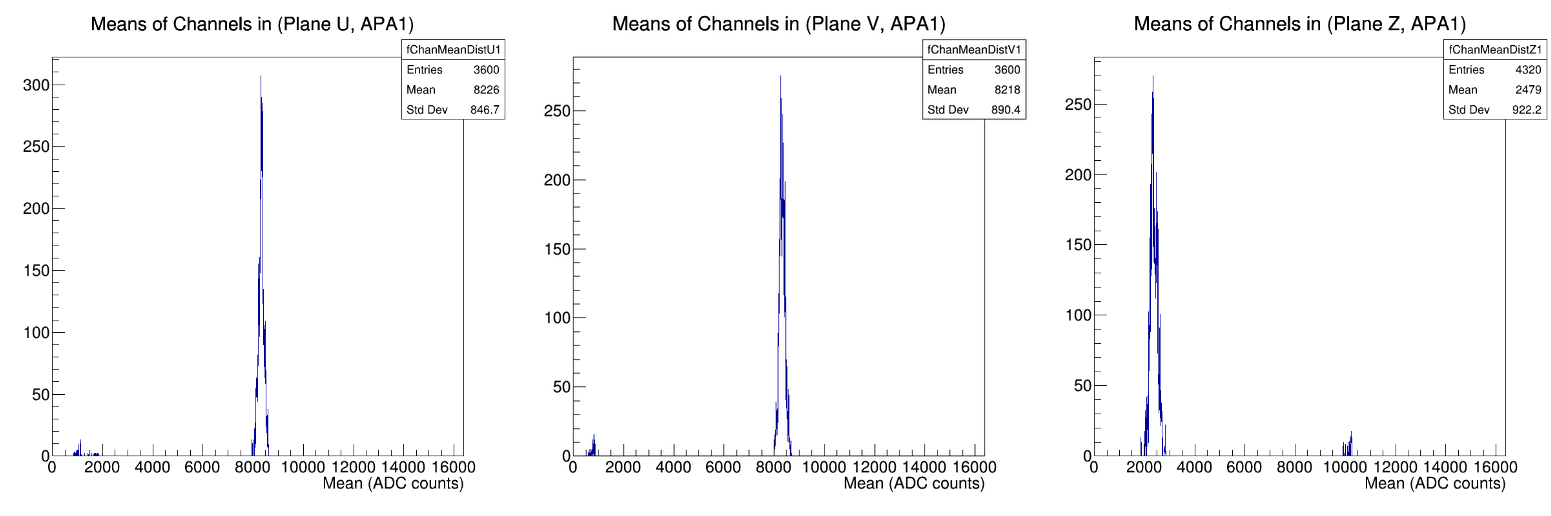 Means of Channels in (Plane U, APA1)
fChanMeanDistU1
Entries 3600
Mean 8226
Std Dev 846.7
300
250
200
150
100
50
0
0 2000 4000 6000 8000 10000 12000 14000 16000
Mean (ADC counts)
Means of Channels in (Plane V, APA1)
fChanMeanDistV1
Entries 3600
Mean 8218
Std Dev 890.4
250
200
150
100
50
0
0 2000 4000 6000 8000 10000 12000 14000 16000
Mean (ADC counts)
Means of Channels in (Plane Z, APA1)
fChanMeanDistZ1
Entries 4320
Mean 2479
Std Dev 922.2
250
200
150
100
50
0
0 2000 4000 6000 8000 10000 12000 14000 16000
Mean (ADC counts)